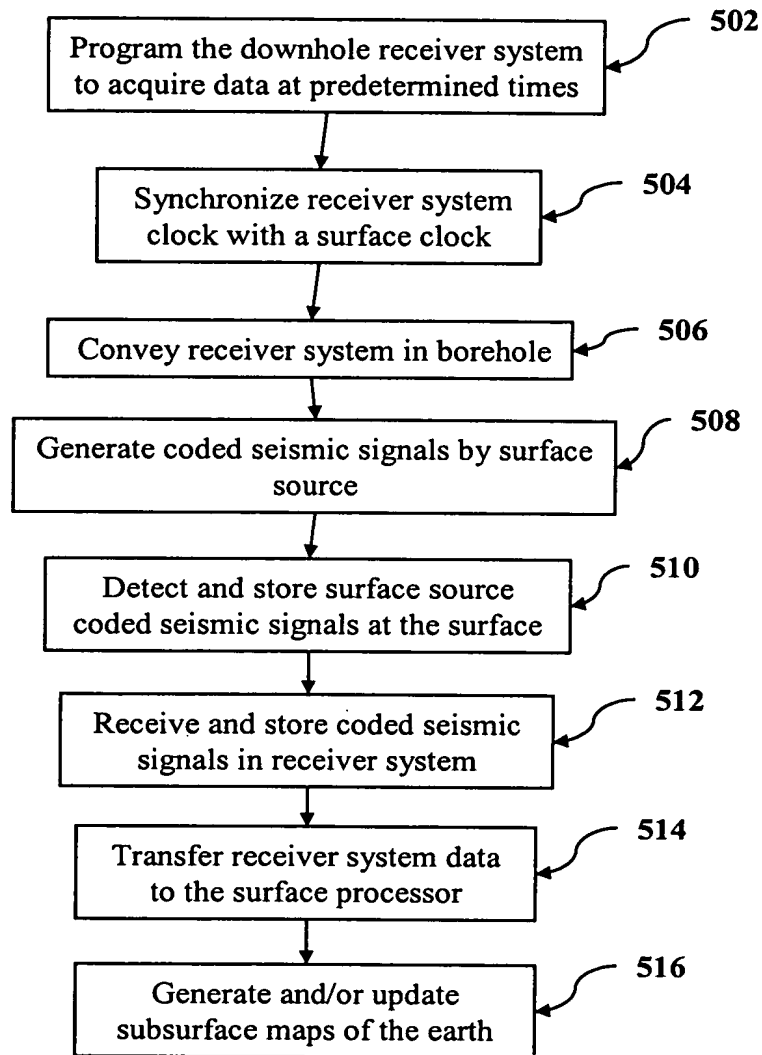 502
Program the downhole receiver system
to acquire data at predetermined times
504
Synchronize receiver system
clock with a surface clock
506
Convey receiver system in borehole
508
Generate coded seismic signals by surface
source
510
Detect and store surface source
coded seismic signals at the surface
512
Receive and store coded seismic
signals in receiver system
514
Transfer receiver system data
to the surface processor
516
Generate and/or update
subsurface maps of the earth